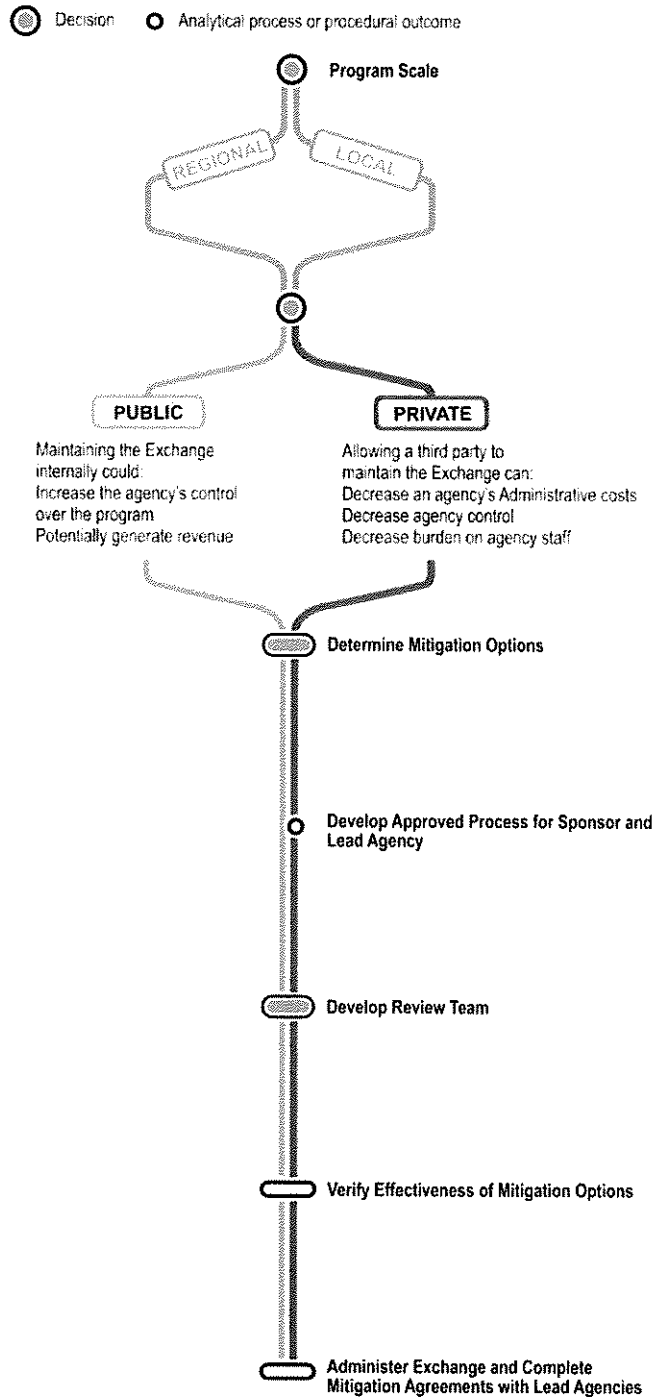 Decision
Analytical process or procedural outcome
Program Scale
REGIONAL
LOCAL
PUBLIC
Maintaining the Exchange
internally could:
Increase the agency's control
over the program
Potentially generate revenue
PRIVATE
Allowing a third party to
maintain the Exchange can:
Decrease an agency's Administrative costs
Decrease agency control
Decrease burden on agency staff
Determine Mitigation Options
Develop Approved Process for Sponsor and
Lead Agency
Develop Review Team
Verify Effectiveness of Mitigation Options
Administer Exchange and Complete
Mitigation Agreements with Lead Agencies